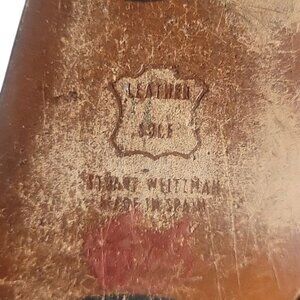 LEATHER
SOLE
STUART WEITZMAN
MADE IN SPAIN